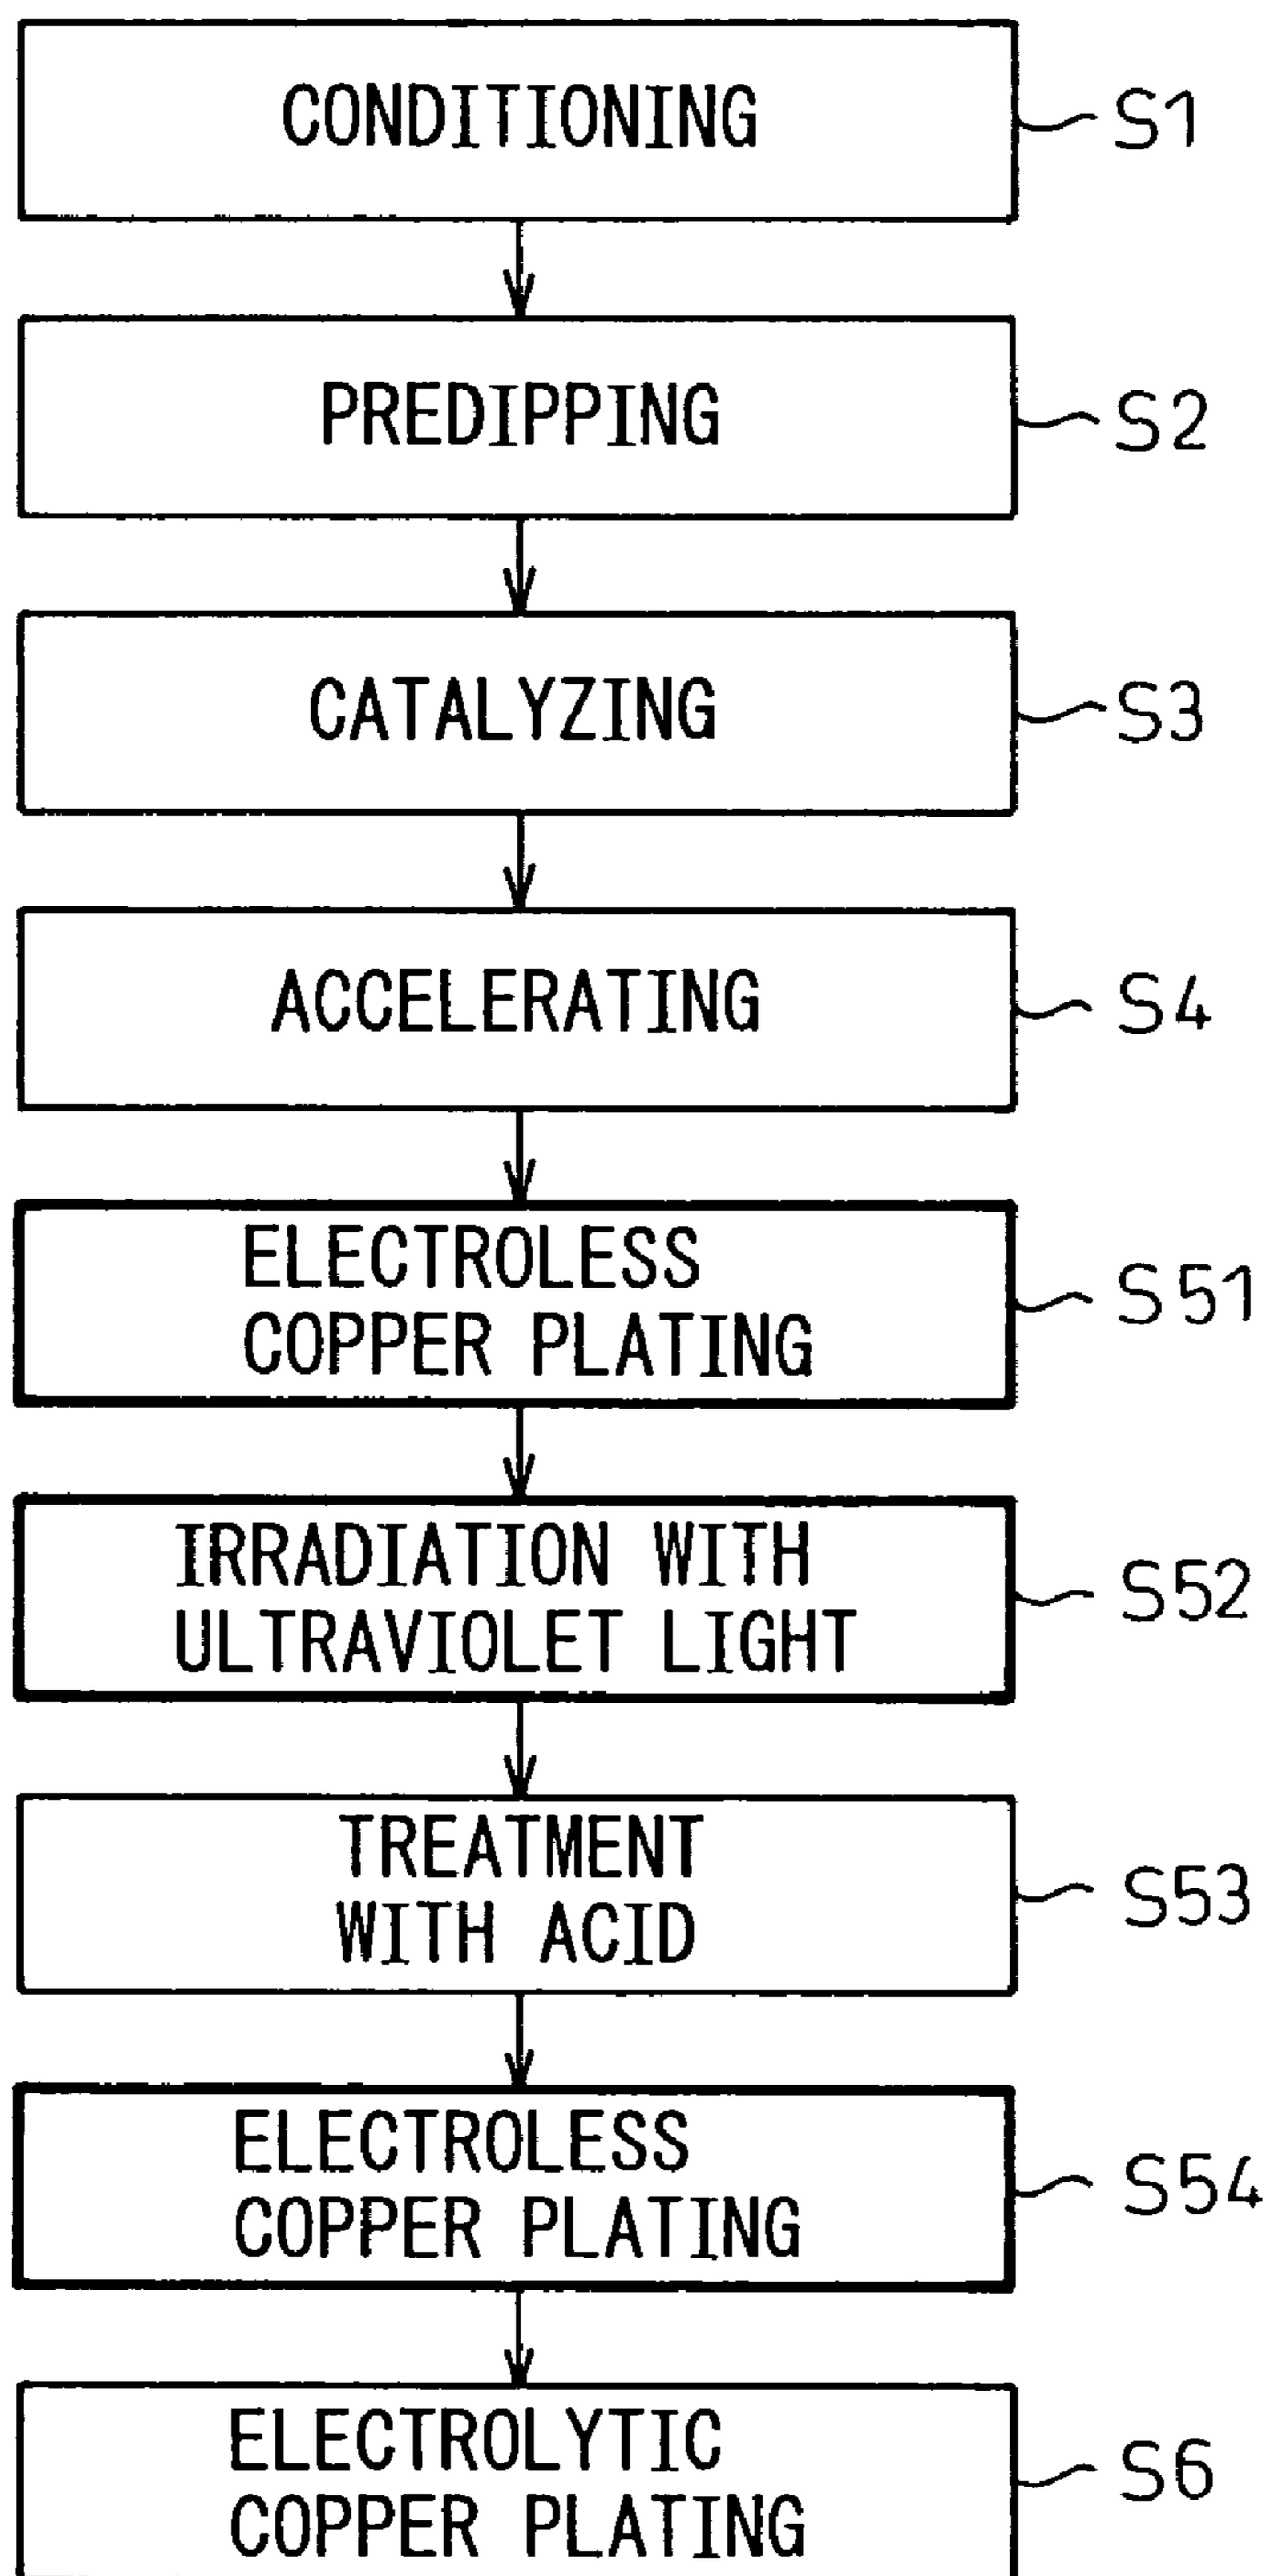 CONDITIONING
S1
PREDIPPING
S2
CATALYZING
S3
ACCELERATING
S4
ELECTROLESS
COPPER PLATING
S51
IRRADIATION WITH
ULTRAVIOLET LIGHT
S52
TREATMENT
WITH ACID
S53
ELECTROLESS
COPPER PLATING
S54
ELECTROLYTIC
COPPER PLATING
S6